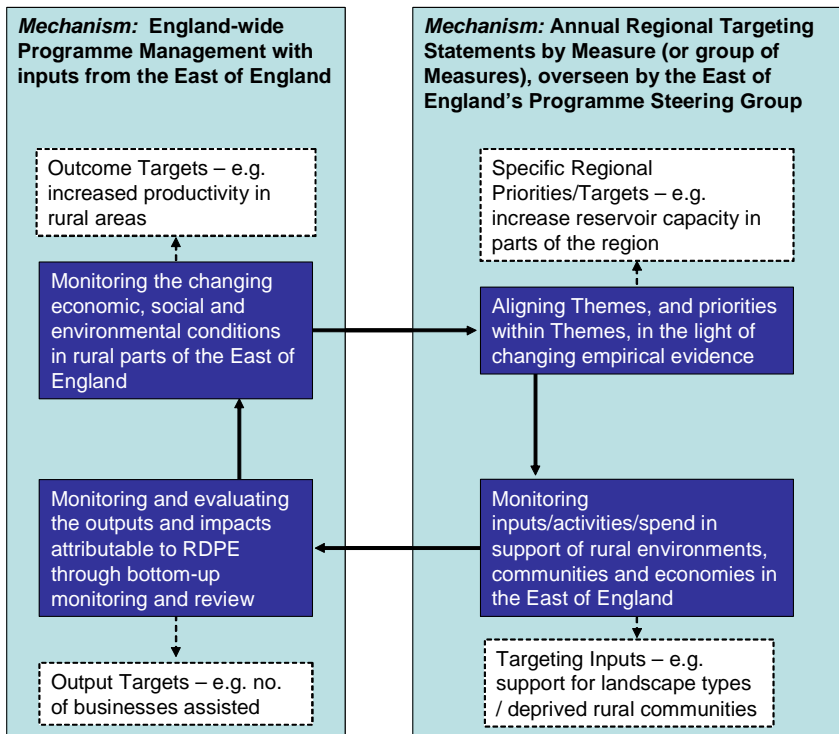 Mechanism: England-wide
Programme Management with
inputs from the East of England
Outcome Targets – e.g.
increased productivity in
rural areas
Monitoring the changing
economic, social and
environmental conditions
in rural parts of the East of
England
Monitoring and evaluating
the outputs and impacts
attributable to RDPE
through bottom-up
monitoring and review
Output Targets – e.g. no.
of businesses assisted
Mechanism: Annual Regional Targeting
Statements by Measure (or group of
Measures), overseen by the East of
England's Programme Steering Group
Specific Regional
Priorities/Targets – e.g.
increase reservoir capacity in
parts of the region
Aligning Themes, and priorities
within Themes, in the light of
changing empirical evidence
Monitoring
inputs/activities/spend in
support of rural environments,
communities and economies in
the East of England
Targeting Inputs – e.g.
support for landscape types
/ deprived rural communities